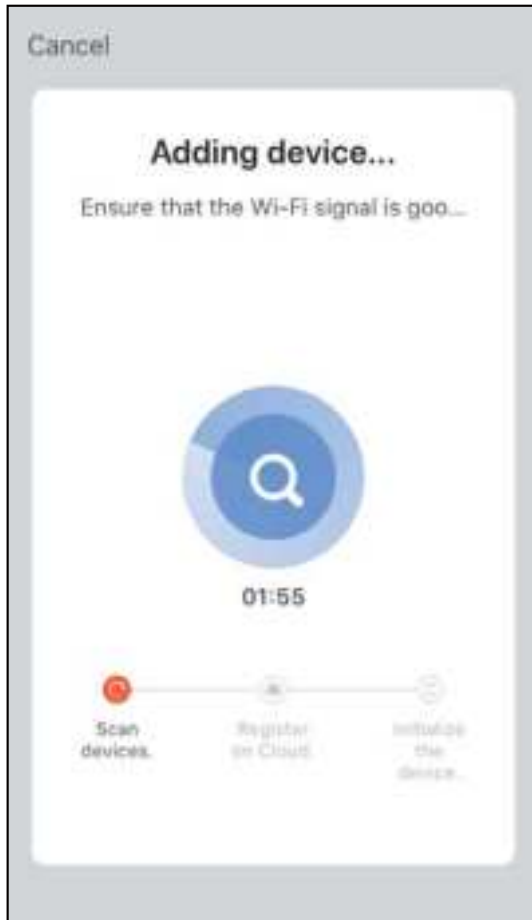 Cancel
Adding device...
Ensure that the Wi-Fi signal is goo...
01:55
Scan
devices.
Register
on Cloud.
Initialize
the
device...